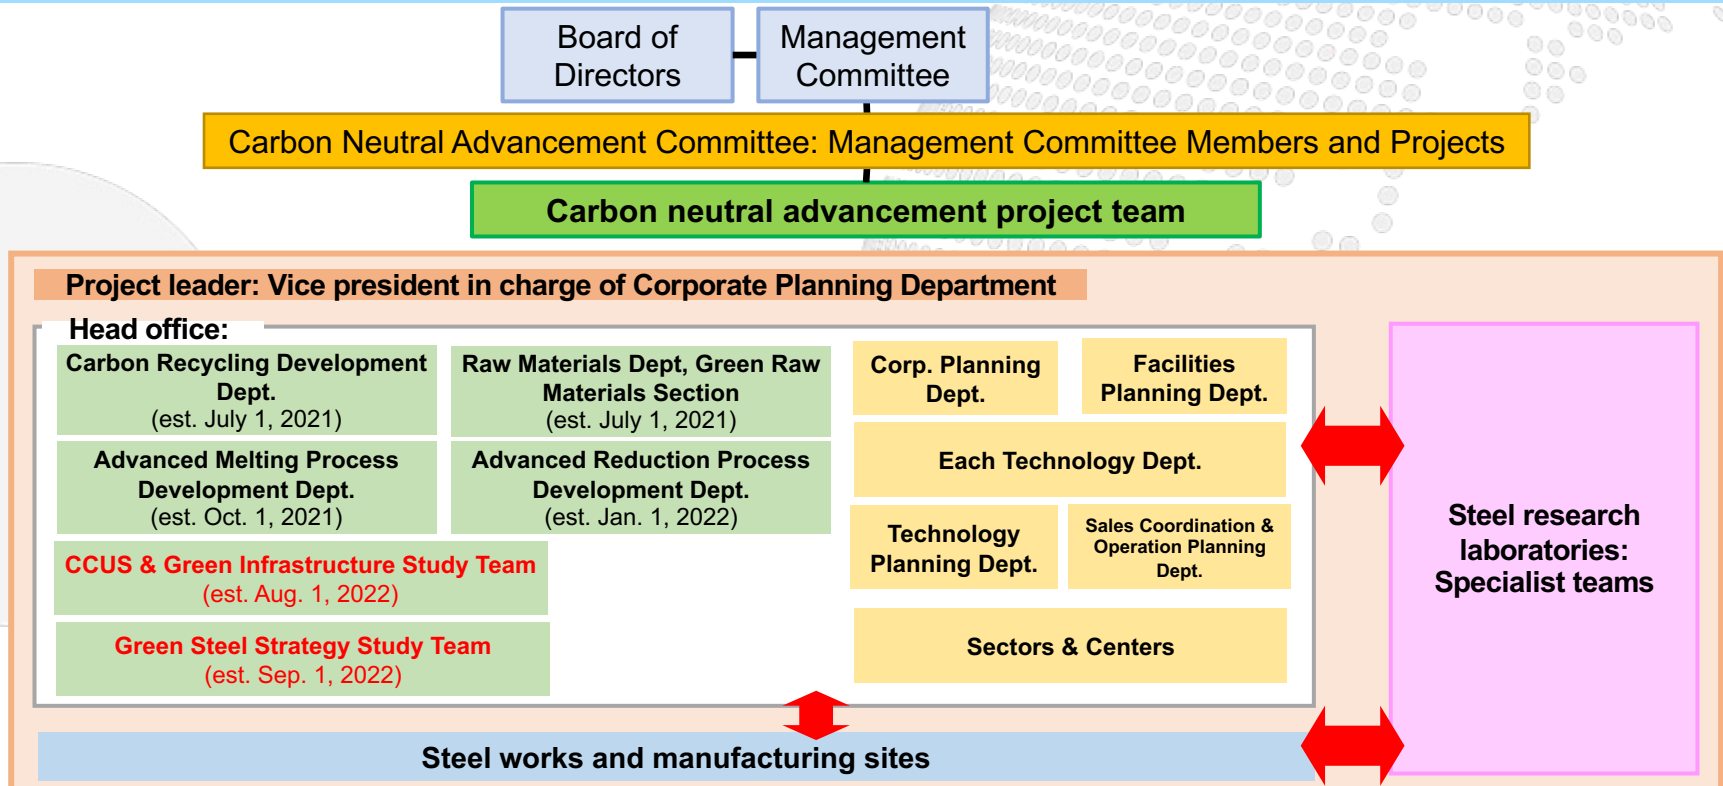 Board of
Directors
Management
Committee
Carbon Neutral Advancement Committee: Management Committee Members and Projects
Carbon neutral advancement project team
Project leader: Vice president in charge of Corporate Planning Department
Head office:
Carbon Recycling Development
Dept.
(est. July 1, 2021)
Raw Materials Dept, Green Raw
Materials Section
(est. July 1, 2021)
Advanced Melting Process
Development Dept.
(est. Oct. 1, 2021)
Advanced Reduction Process
Development Dept.
(est. Jan. 1, 2022)
CCUS & Green Infrastructure Study Team
(est. Aug. 1, 2022)
Green Steel Strategy Study Team
(est. Sep. 1, 2022)
Corp. Planning
Dept.
Facilities
Planning Dept.
Each Technology Dept.
Technology
Planning Dept.
Sales Coordination &
Operation Planning
Dept.
Sectors & Centers
Steel research
laboratories:
Specialist teams
Steel works and manufacturing sites